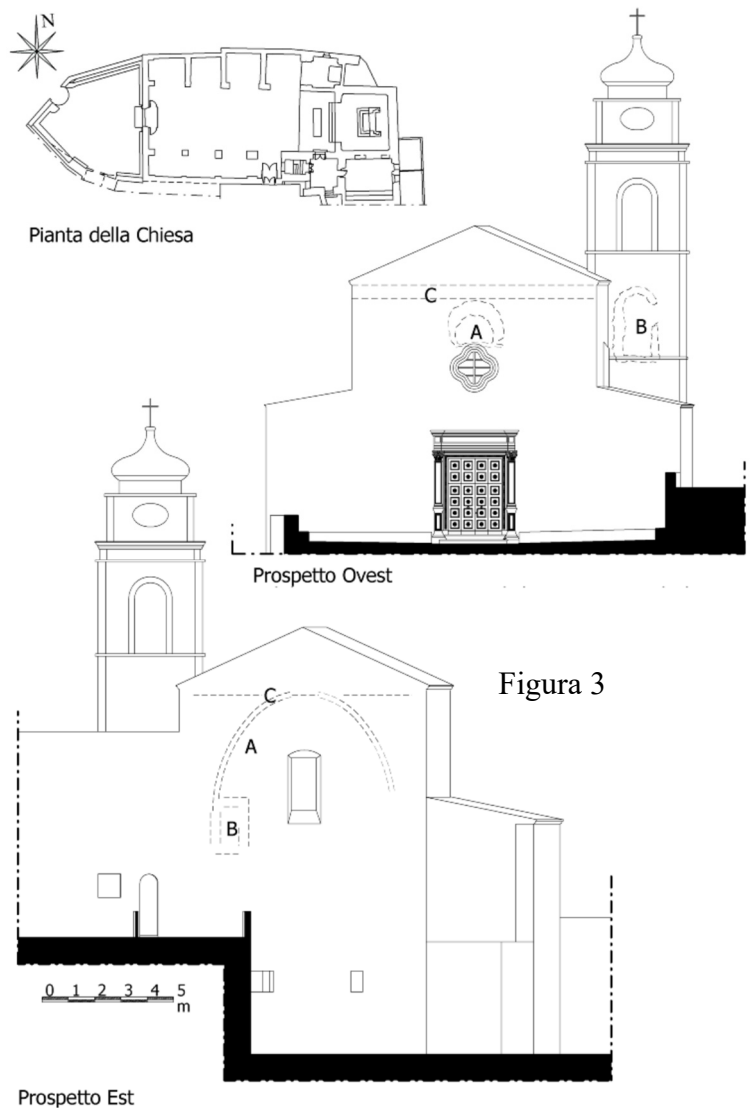 N
Pianta della Chiesa
C
A
B
Prospetto Ovest
Figura 3
C
A
B
0 1 2 3 4 5
m
Prospetto Est